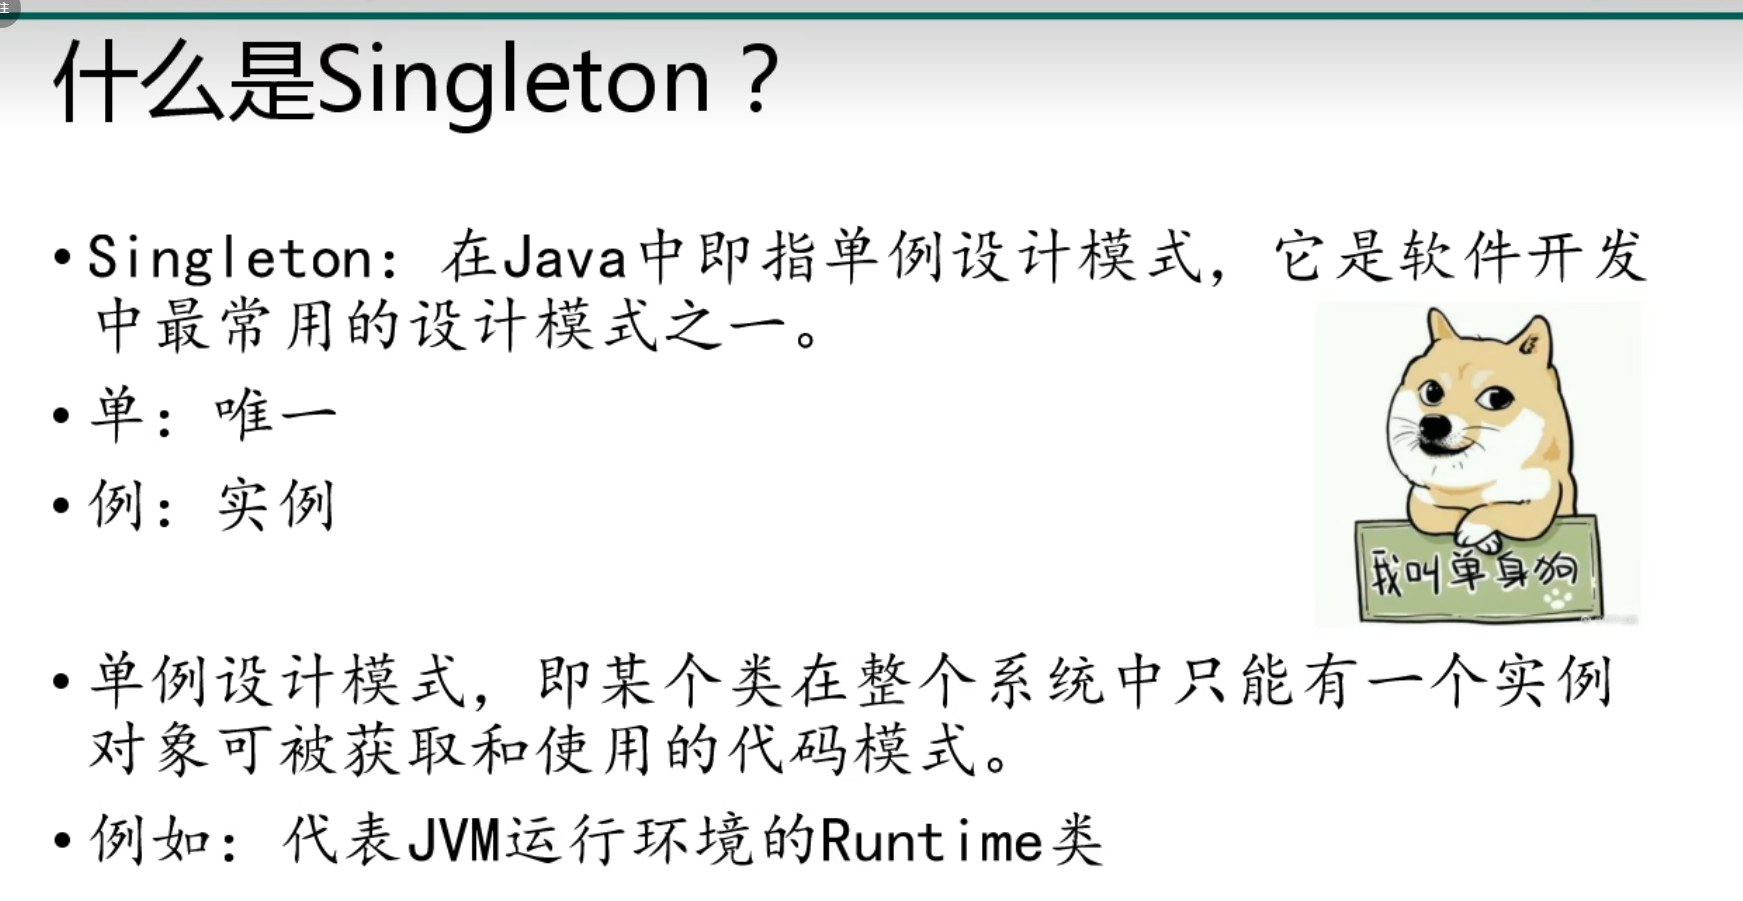 注
什么是Singleton？
• Singleton：在Java中即指单例设计模式，它是软件开发
中最常用的设计模式之一。
• 单：唯一
• 例：实例
我叫单身狗
• 单例设计模式，即某个类在整个系统中只能有一个实例
对象可被获取和使用的代码模式。
• 例如：代表JVM运行环境的Runtime类